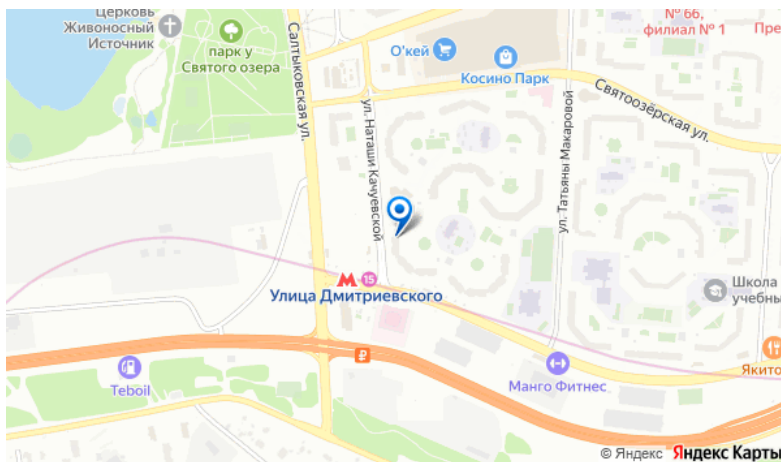 Церковь
Живоносный
Источник
парк у
Святого озера
Салтыковская ул.
О'кей
Косино Парк
№ 66,
филиал № 1
Пре
Святоозёрская ул.
ул. Наташи Качуевской
ул. Татьяны Макаровой
15
Улица Дмитриевского
Школа
учебны
₽
Teboil
Манго Фитнес
Якито
© Яндекс Яндекс Карты